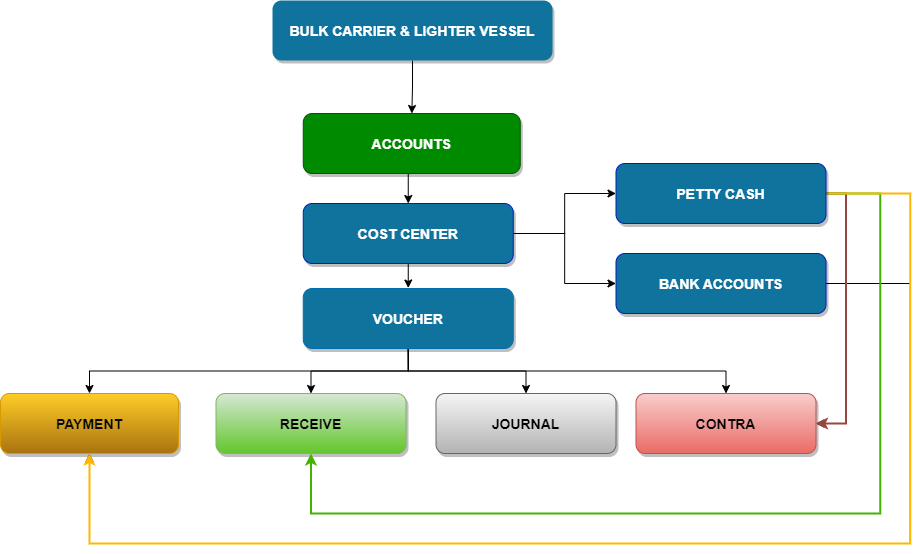 BULK CARRIER & LIGHTER VESSEL
ACCOUNTS
PETTY CASH
COST CENTER
BANK ACCOUNTS
VOUCHER
PAYMENT
RECEIVE
JOURNAL
CONTRA